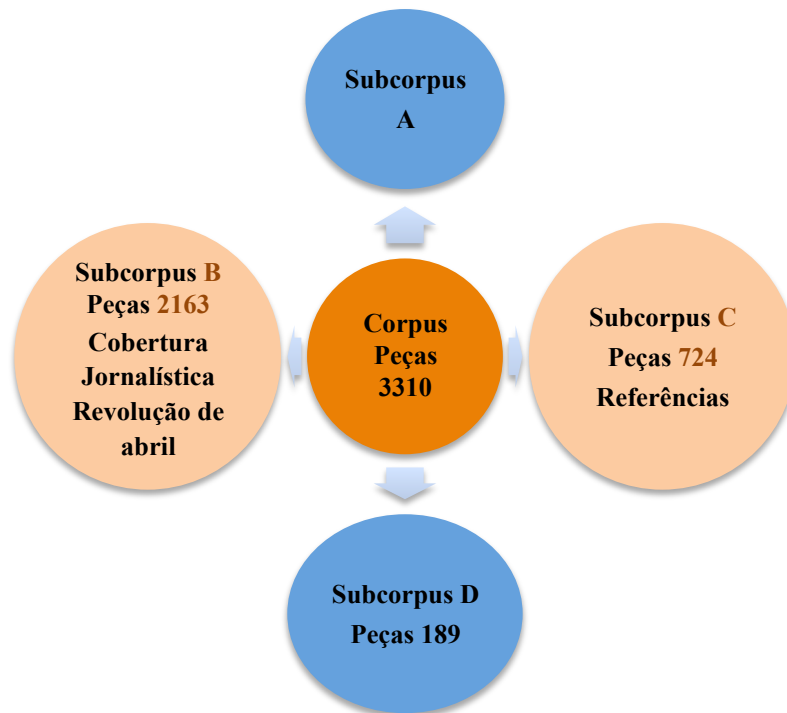 Subcorpus
A
Subcorpus B
Peças 2163
Cobertura
Jornalística
Revolução de
abril
Corpus
Peças
3310
Subcorpus C
Peças 724
Referências
Subcorpus D
Peças 189